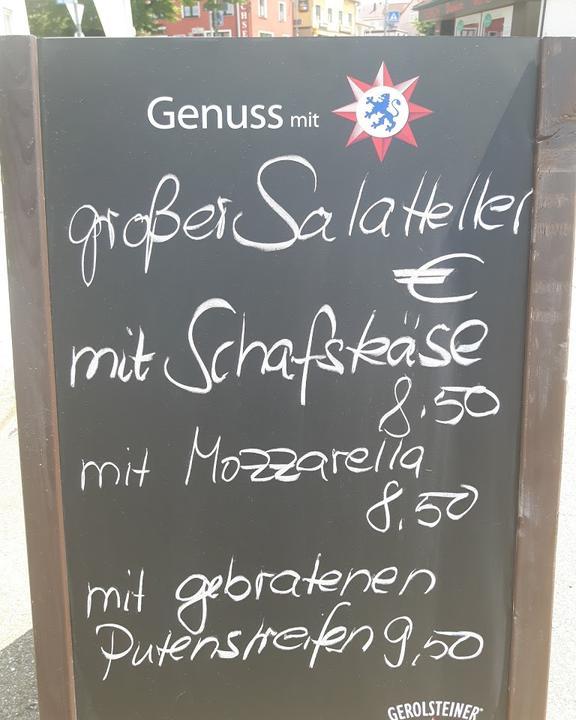 Genuss mit
großer Salatteller
€
mit Schafskäse
8.50
mit Mozzarella
8.50
mit gebratenen
Putenstreifen 9,50
GEROLSTEINER